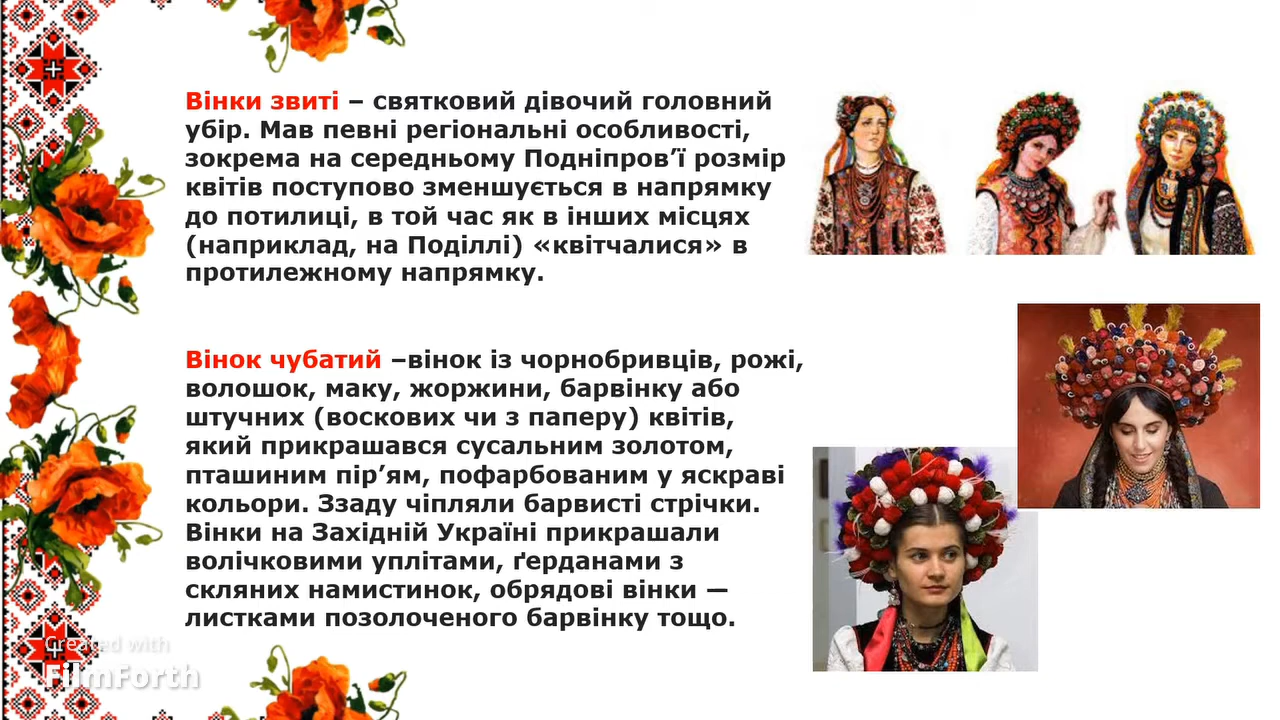 Вінки звиті – святковий дівочий головний
убір. Мав певні регіональні особливості,
зокрема на середньому Подніпров’ї розмір
квітів поступово зменшується в напрямку
до потилиці, в той час як в інших місцях
(наприклад, на Поділлі) «квітчалися» в
протилежному напрямку.
Вінок чубатий –вінок із чорнобривців, рожі,
волошок, маку, жоржини, барвінку або
штучних (воскових чи з паперу) квітів,
який прикрашався сусальним золотом,
пташиним пір’ям, пофарбованим у яскраві
кольори. Ззаду чіпляли барвисті стрічки.
Вінки на Західній Україні прикрашали
волічковими уплітами, ґерданами з
скляних намистинок, обрядові вінки —
листками позолоченого барвінку тощо.
Created with
FilmForth